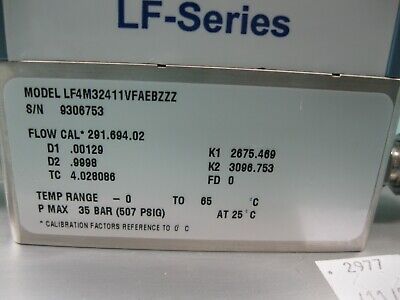 LF-Series
MODEL LF4M32411VFAEBZZZ
S/N 9306753
FLOW CAL* 291.694.02
D1 .00129 K1 2675.469
D2 .9998 K2 3096.753
TC 4.028086 FD 0
TEMP RANGE - 0 TO 65 °C
P MAX 35 BAR (507 PSIG) AT 25°C
* CALIBRATION FACTORS REFERENCE TO 0°C
. 2977